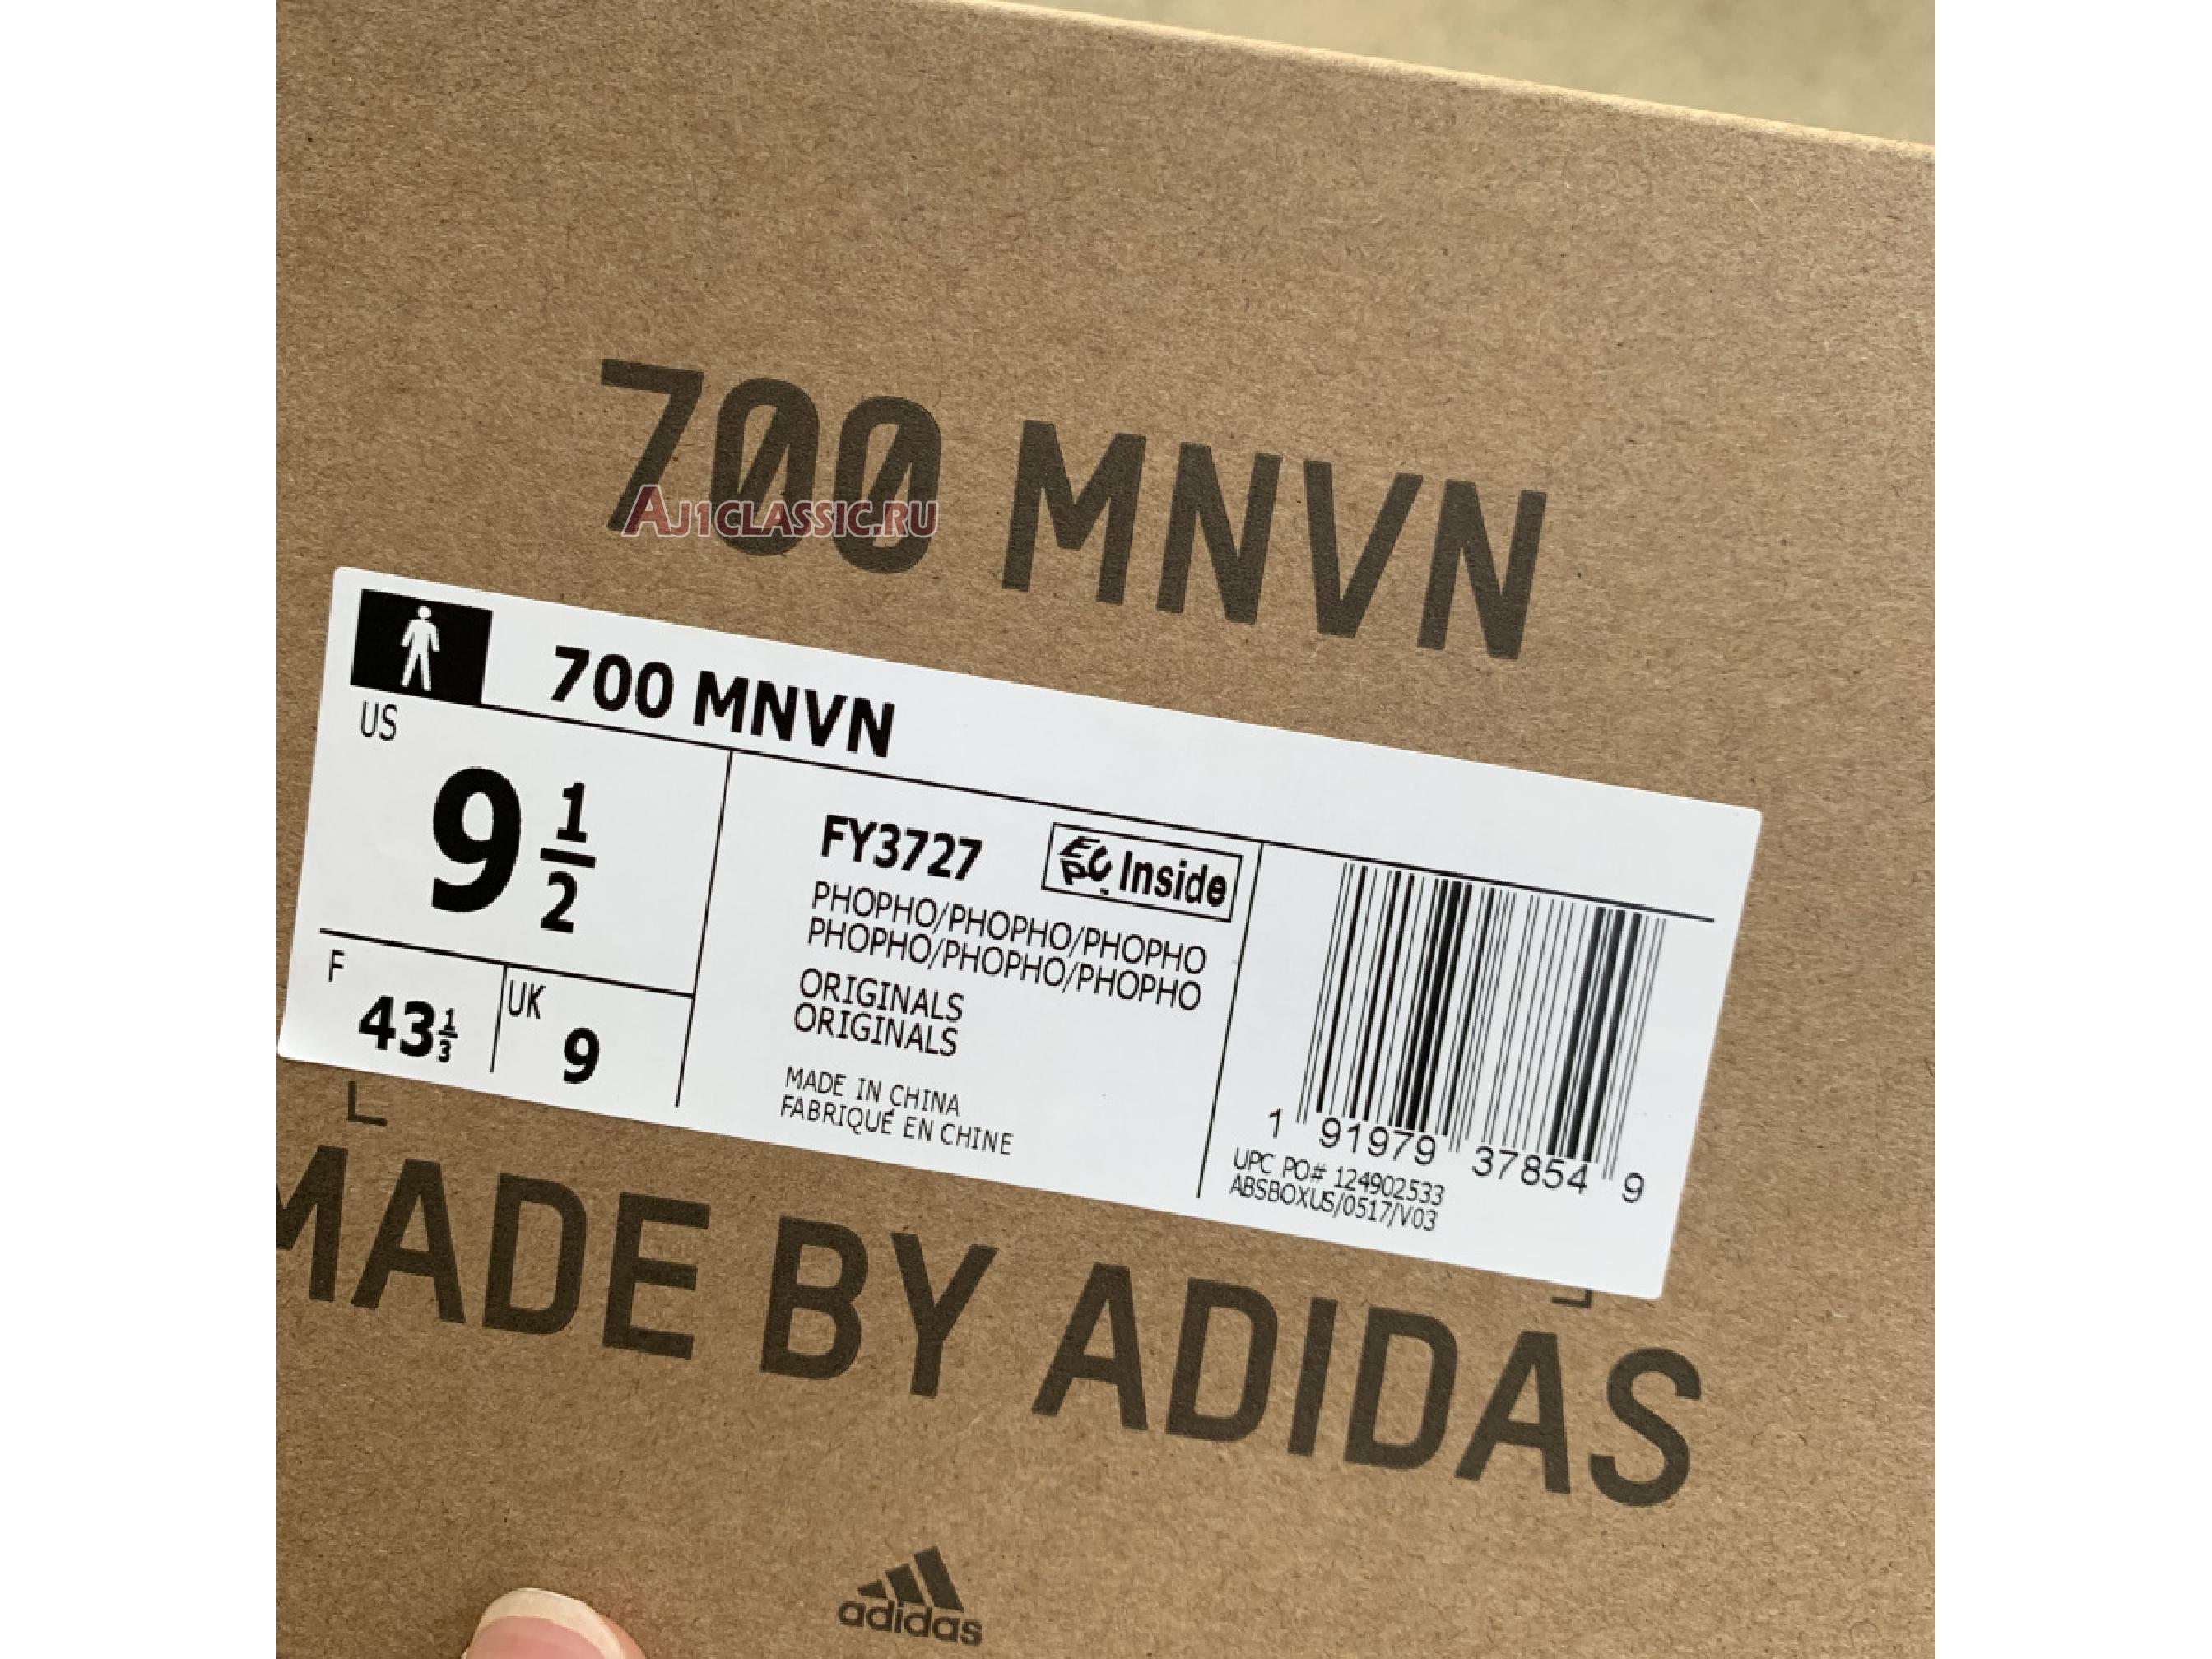 700 MNVN
AJ1CLASSIC.RU
700 MNVN
US
9 1/2
F
43 1/3
UK
9
FY3727
EPC Inside
PHOPHO/PHOPHO/PHOPHO
PHOPHO/PHOPHO/PHOPHO
ORIGINALS
ORIGINALS
MADE IN CHINA
FABRIQUÉ EN CHINE
1 91979 37854 9
UPC PO# 124902533
ABSBOXUS/0517/V03
MADE BY ADIDAS
adidas